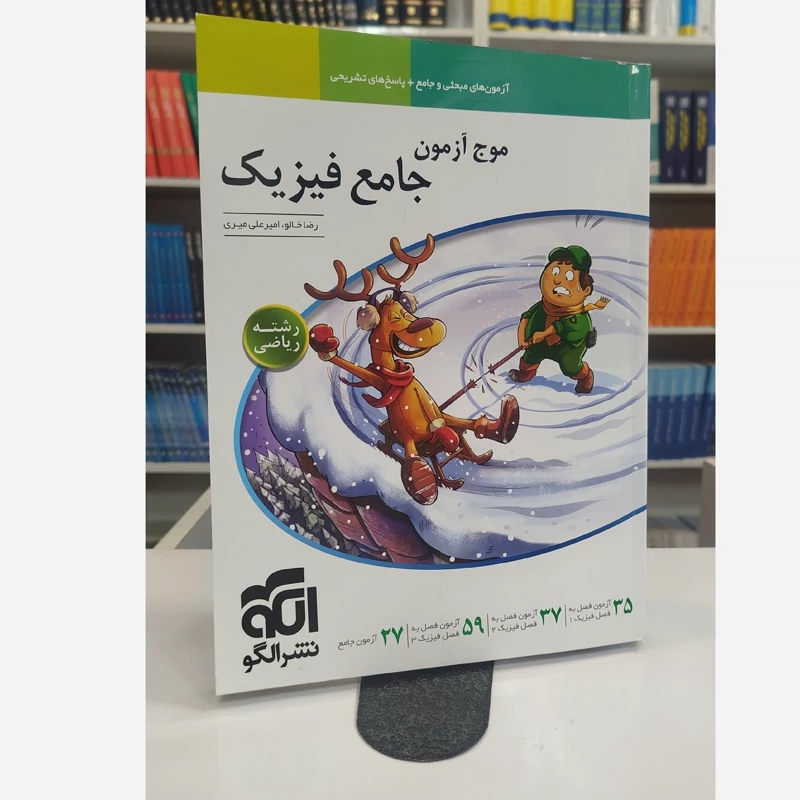 آزمون‌های مبحثی و جامع + پاسخ‌های تشریحی
موج آزمون
جامع فیزیک
رضا خالو، امیرعلی میری
رشته
ریاضی
۳۵ آزمون فصل به
فصل فیزیک ۱
۳۷ آزمون فصل به
فصل فیزیک ۲
۵۹ آزمون فصل به
فصل فیزیک ۳
۲۷ آزمون جامع
الگو
نشر الگو